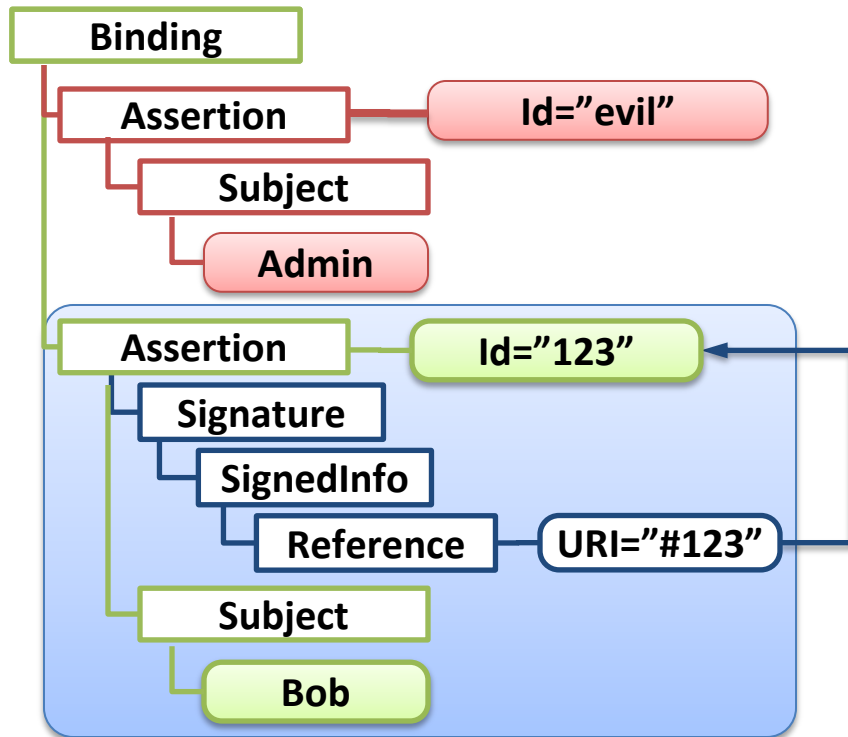 Binding
Assertion
Id=”evil”
Subject
Admin
Assertion
Id=”123”
Signature
SignedInfo
Reference
URI=”#123”
Subject
Bob